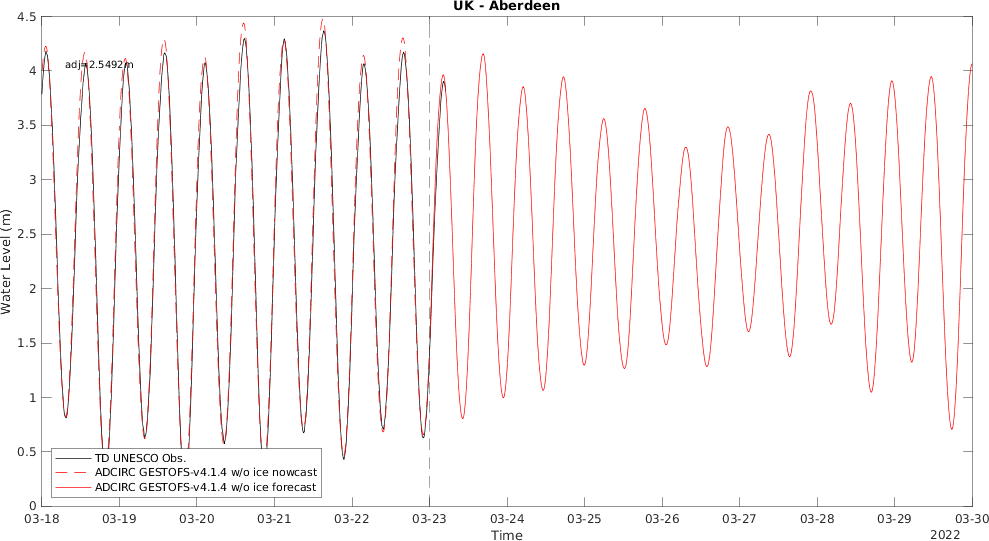 UK - Aberdeen
4.5
4
3.5
3
2.5
2
1.5
1
0.5
0
Water Level (m)
adj=2.5492m
TD UNESCO Obs.
ADCIRC GESTOFS-v4.1.4 w/o ice nowcast
ADCIRC GESTOFS-v4.1.4 w/o ice forecast
03-18 03-19 03-20 03-21 03-22 03-23 03-24 03-25 03-26 03-27 03-28 03-29 03-30
Time
2022